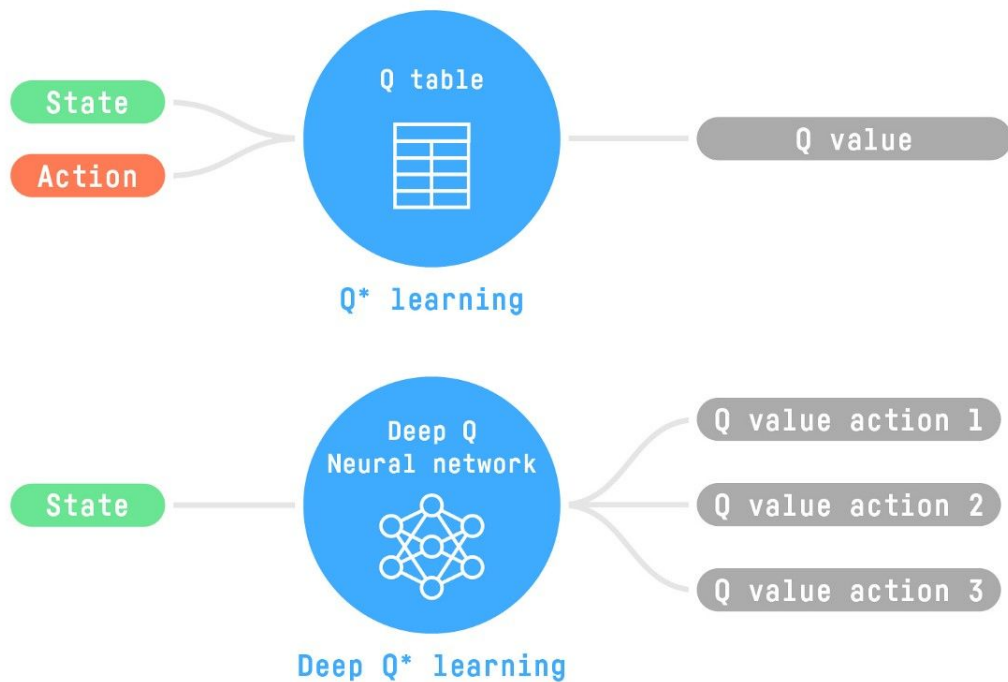 State
Action
Q table
Q value
Q* learning
State
Deep Q
Neural network
Q value action 1
Q value action 2
Q value action 3
Deep Q* learning